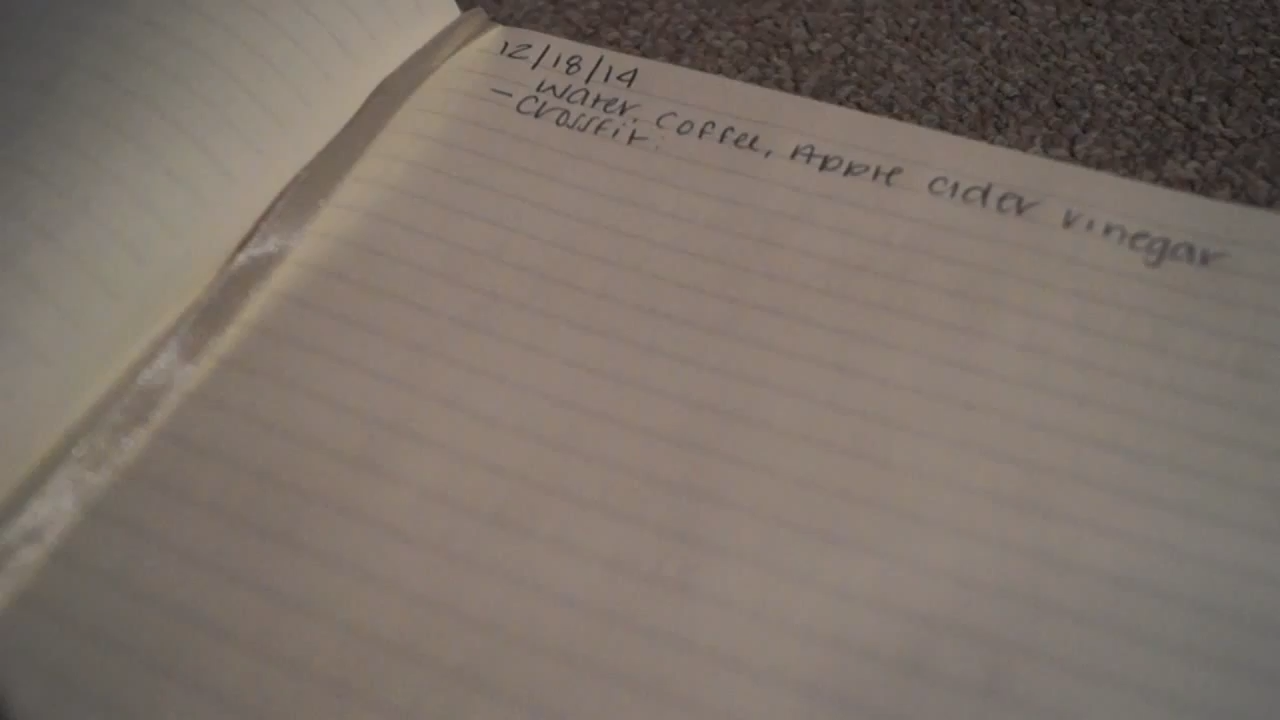 12/18/14
- water, coffee, Apple cider vinegar
- crossfit: